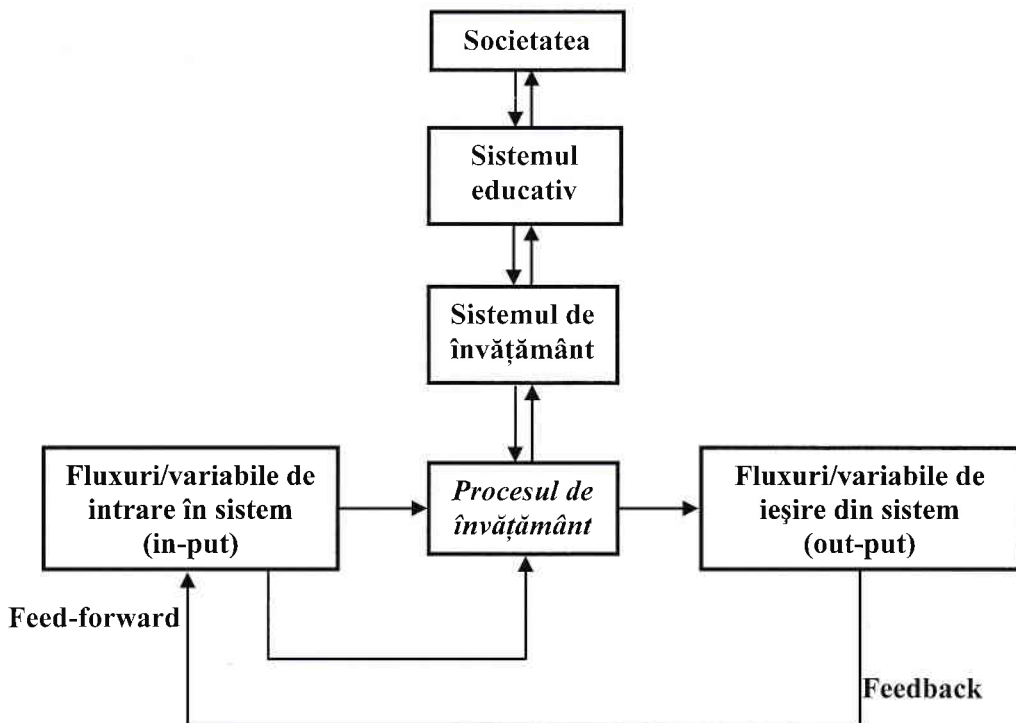 Societatea
Sistemul
educativ
Sistemul de
învățământ
Fluxuri/variabile de
intrare în sistem
(in-put)
Procesul de
învățământ
Fluxuri/variabile de
ieşire din sistem
(out-put)
Feed-forward
Feedback